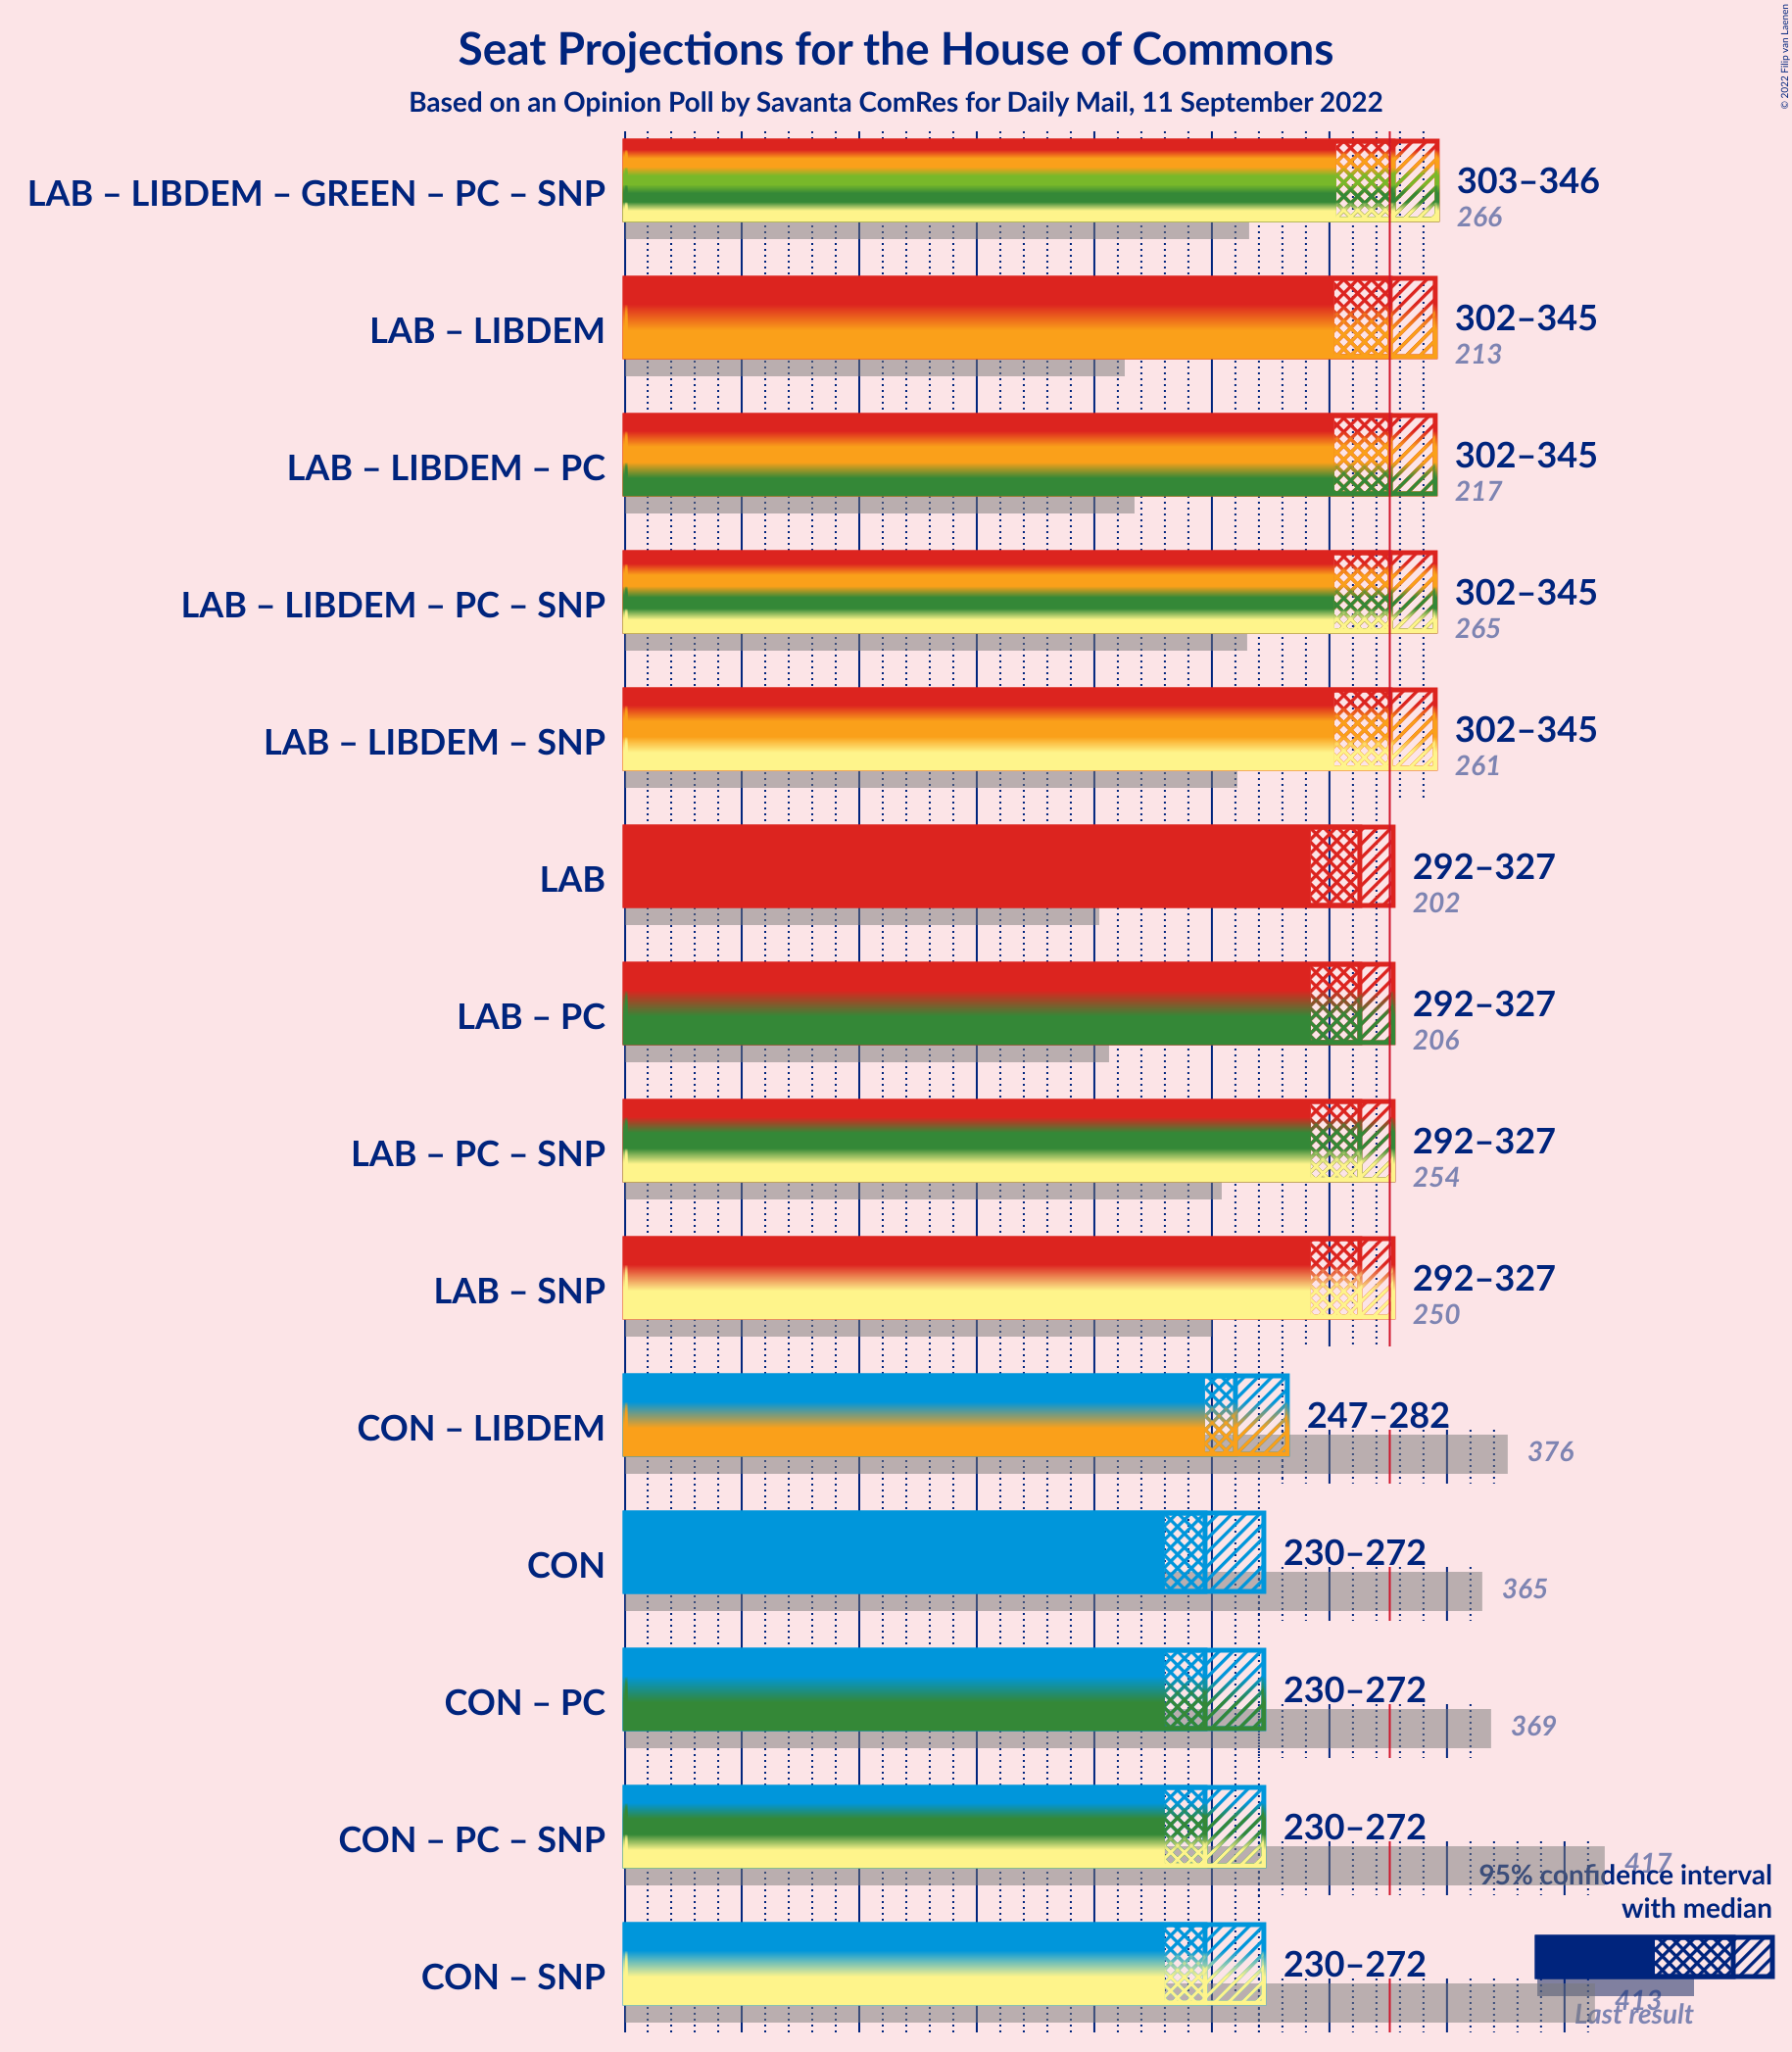 © 2022 Filip van Laenen
Seat Projections for the House of Commons
Based on an Opinion Poll by Savanta ComRes for Daily Mail, 11 September 2022
LAB – LIBDEM – GREEN – PC – SNP
303–346
266
LAB – LIBDEM
302–345
213
LAB – LIBDEM – PC
302–345
217
LAB – LIBDEM – PC – SNP
302–345
265
LAB – LIBDEM – SNP
302–345
261
LAB
292–327
202
LAB – PC
292–327
206
LAB – PC – SNP
292–327
254
LAB – SNP
292–327
250
CON – LIBDEM
247–282
376
CON
230–272
365
CON – PC
230–272
369
CON – PC – SNP
230–272
417
CON – SNP
230–272
413
95% confidence interval
with median
Last result